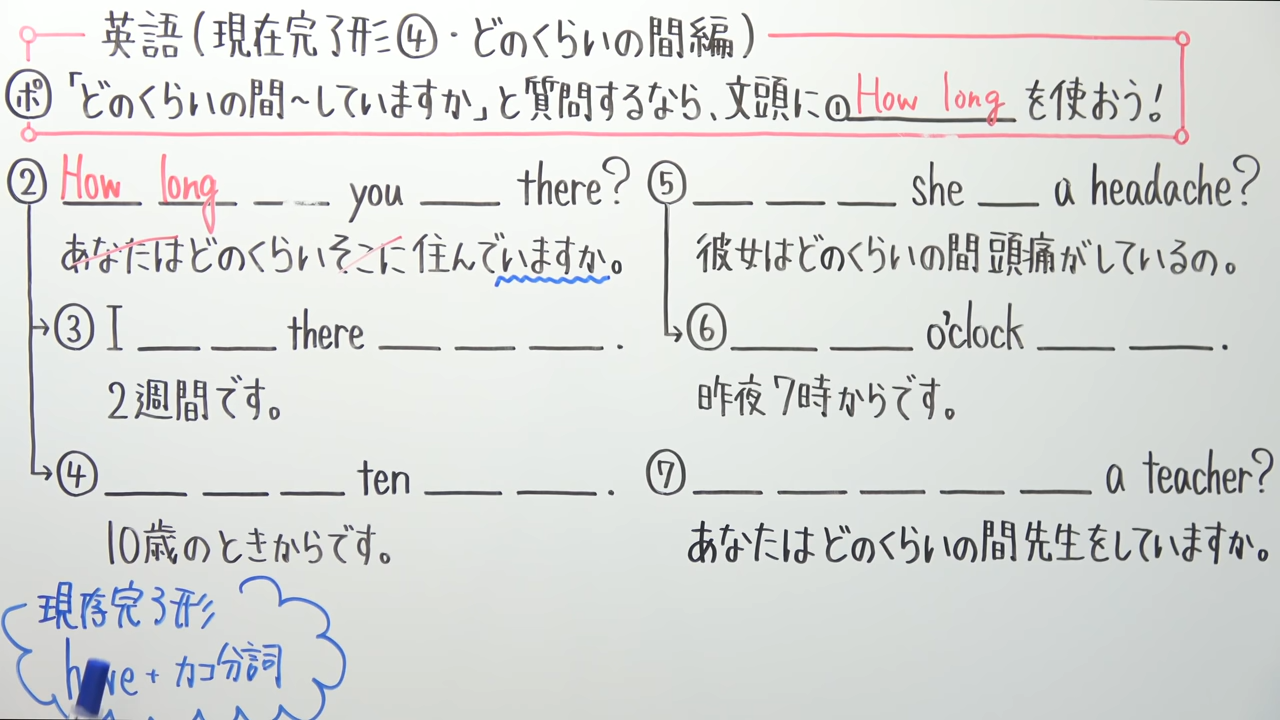 英語(現在完了形④・どのくらいの間編)
ポ 「どのくらいの間~していますか」と質問するなら、文頭に① How long を使おう!
② How long ___ you ___ there?
あなたはどのくらいそこに住んでいますか。
③ I ___ ___ there ___ ___ ___ .
2週間です。
④ ___ ___ ___ ten ___ ___ .
10歳のときからです。
現在完了形
have + カコ分詞
⑤ ___ ___ ___ she ___ a headache?
彼女はどのくらいの間頭痛がしているの。
⑥ ___ ___ o'clock ___ ___ .
昨夜7時からです。
⑦ ___ ___ ___ ___ ___ a teacher?
あなたはどのくらいの間先生をしていますか。